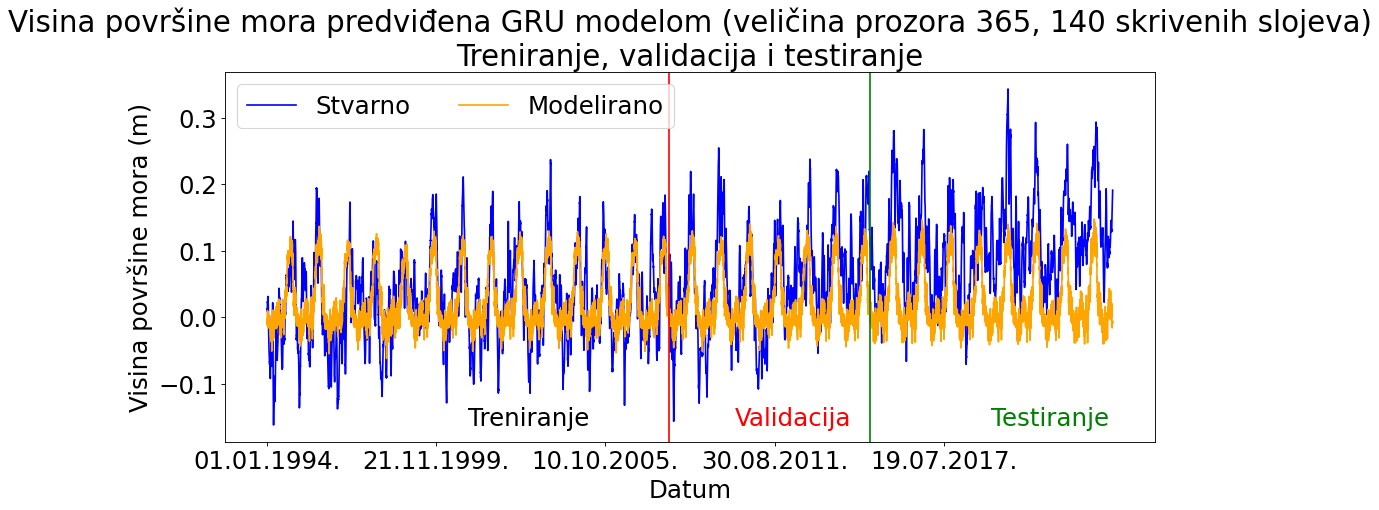 Visina površine mora predviđena GRU modelom (veličina prozora 365, 140 skrivenih slojeva)
Treniranje, validacija i testiranje
Stvarno
Modelirano
Visina površine mora (m)
0.3
0.2
0.1
0.0
−0.1
Treniranje
Validacija
Testiranje
01.01.1994.
21.11.1999.
10.10.2005.
30.08.2011.
19.07.2017.
Datum